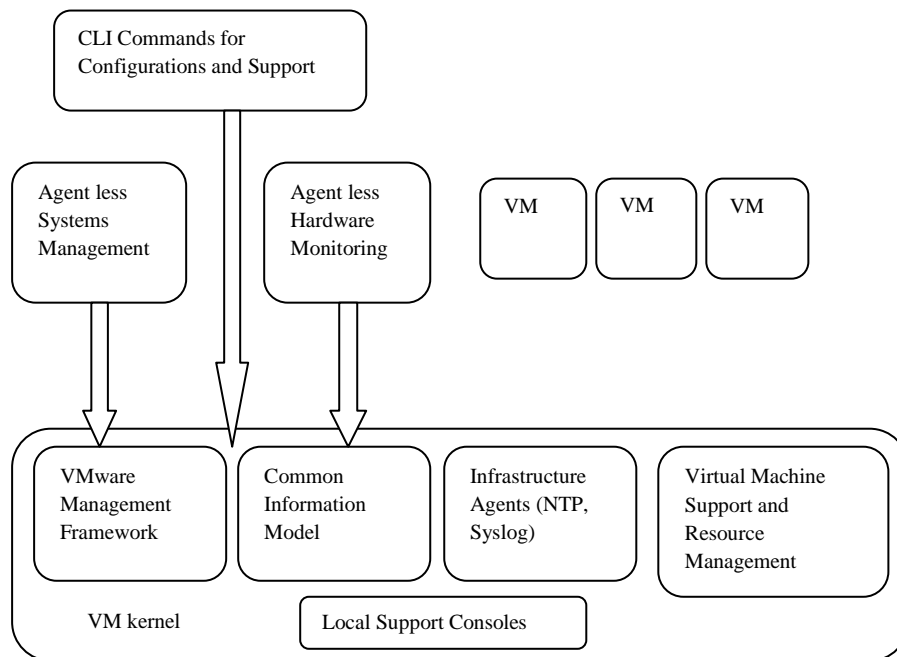 CLI Commands for
Configurations and Support
Agent less
Systems
Management
Agent less
Hardware
Monitoring
VM
VM
VM
VMware
Management
Framework
Common
Information
Model
Infrastructure
Agents (NTP,
Syslog)
Virtual Machine
Support and
Resource
Management
VM kernel
Local Support Consoles